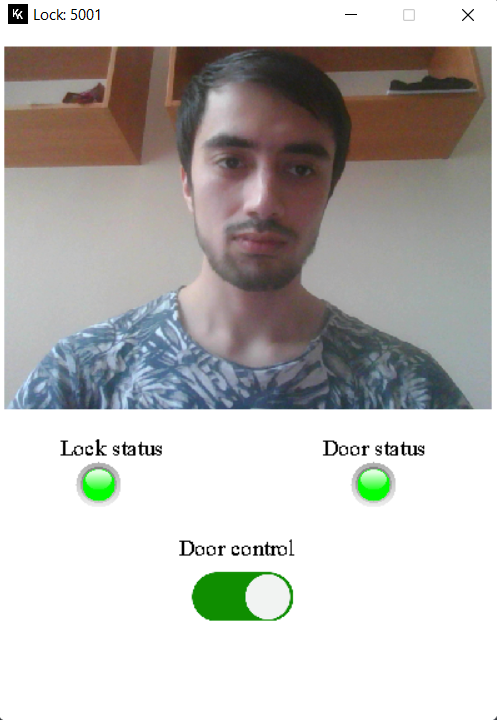 Lock: 5001
Lock status
Door status
Door control